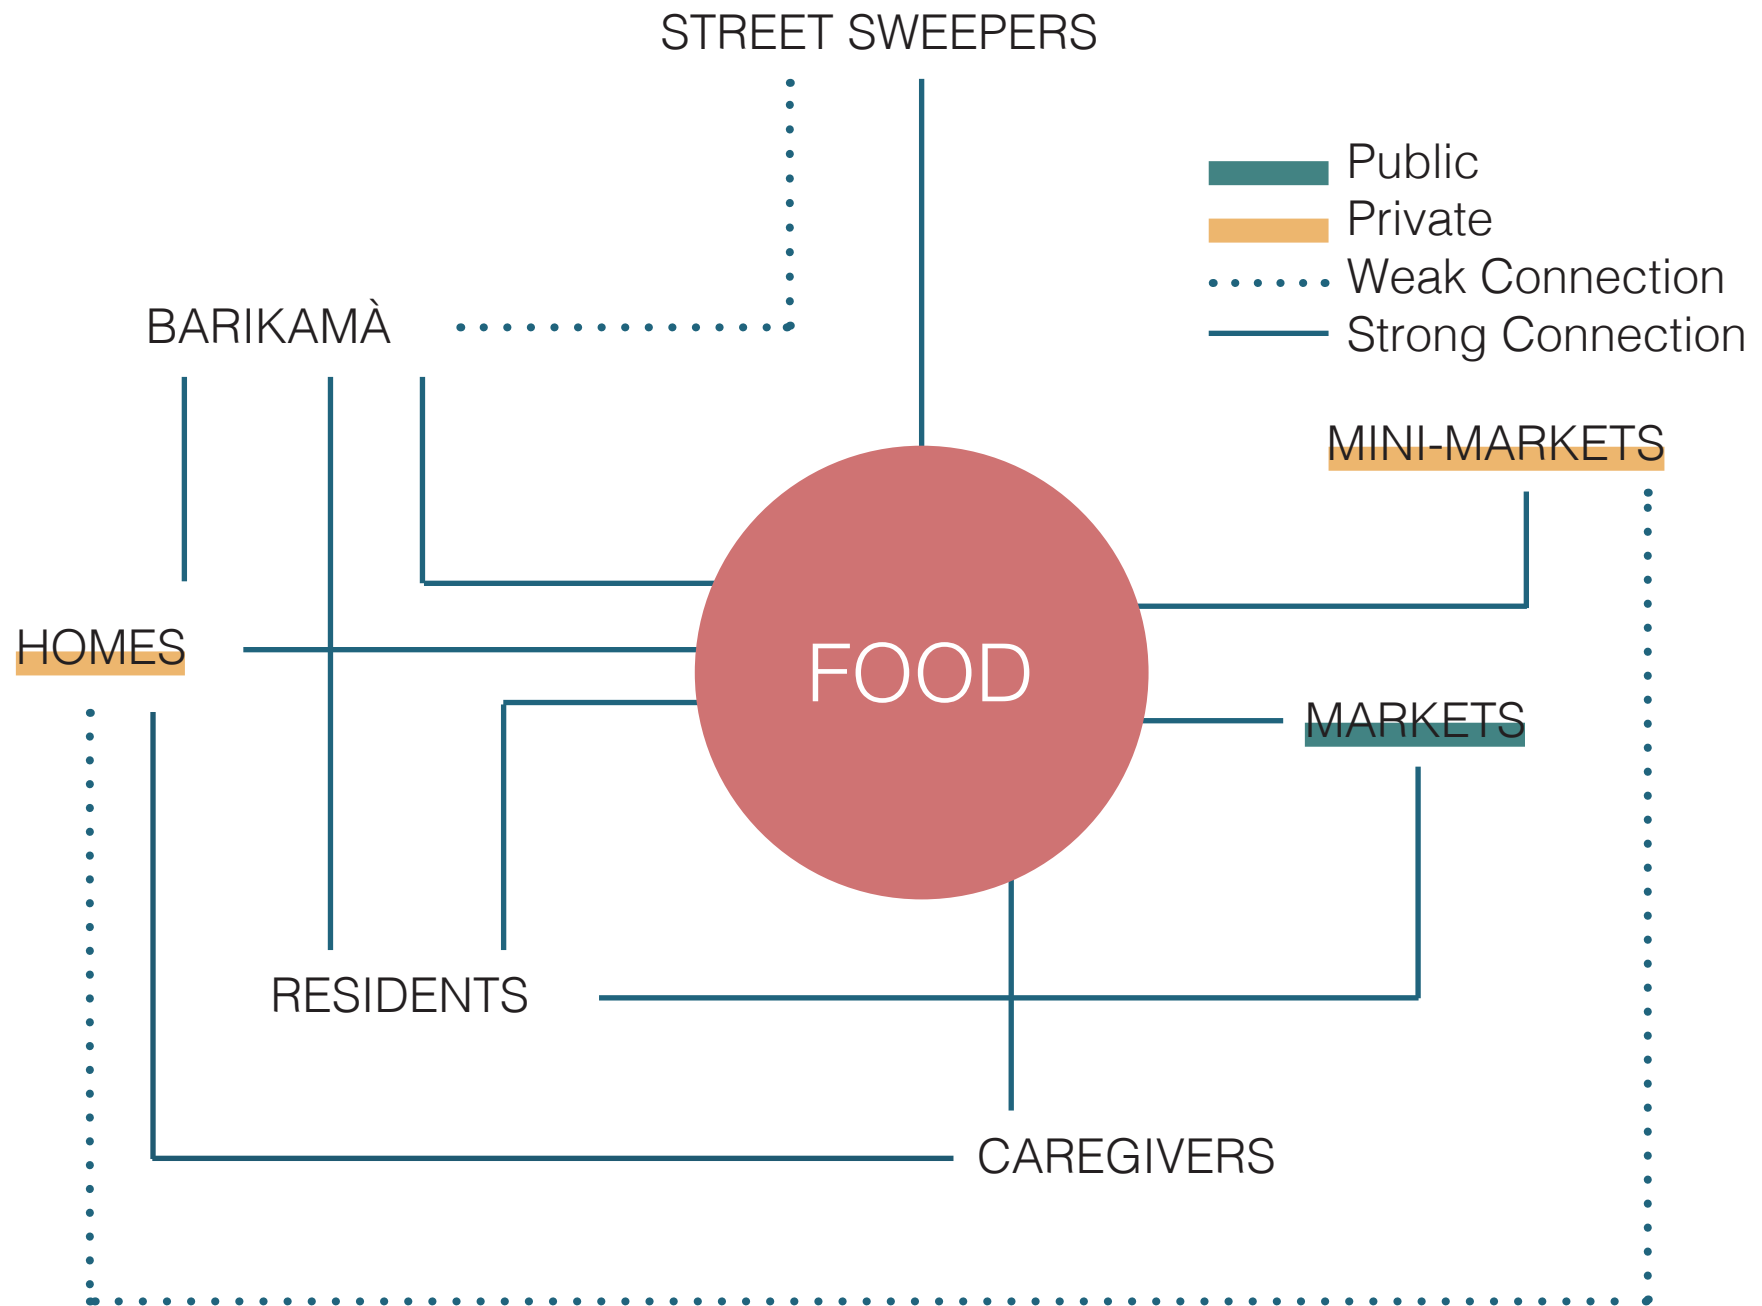 STREET SWEEPERS
Public
Private
Weak Connection
Strong Connection
BARIKAMÀ
MINI-MARKETS
HOMES
FOOD
MARKETS
RESIDENTS
CAREGIVERS